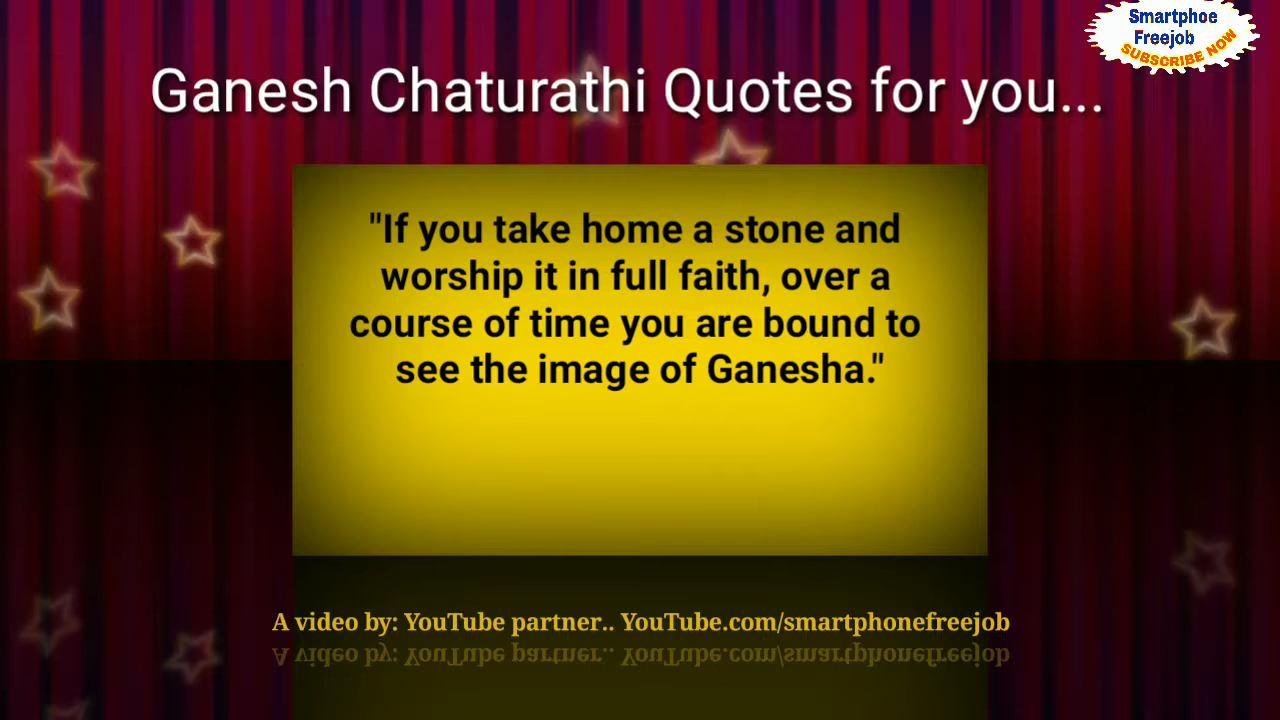 Smartphoe
Freejob
SUBSCRIBE NOW
Ganesh Chaturathi Quotes for you...
"If you take home a stone and
worship it in full faith, over a
course of time you are bound to
see the image of Ganesha."
A video by: YouTube partner.. YouTube.com/smartphonefreejob